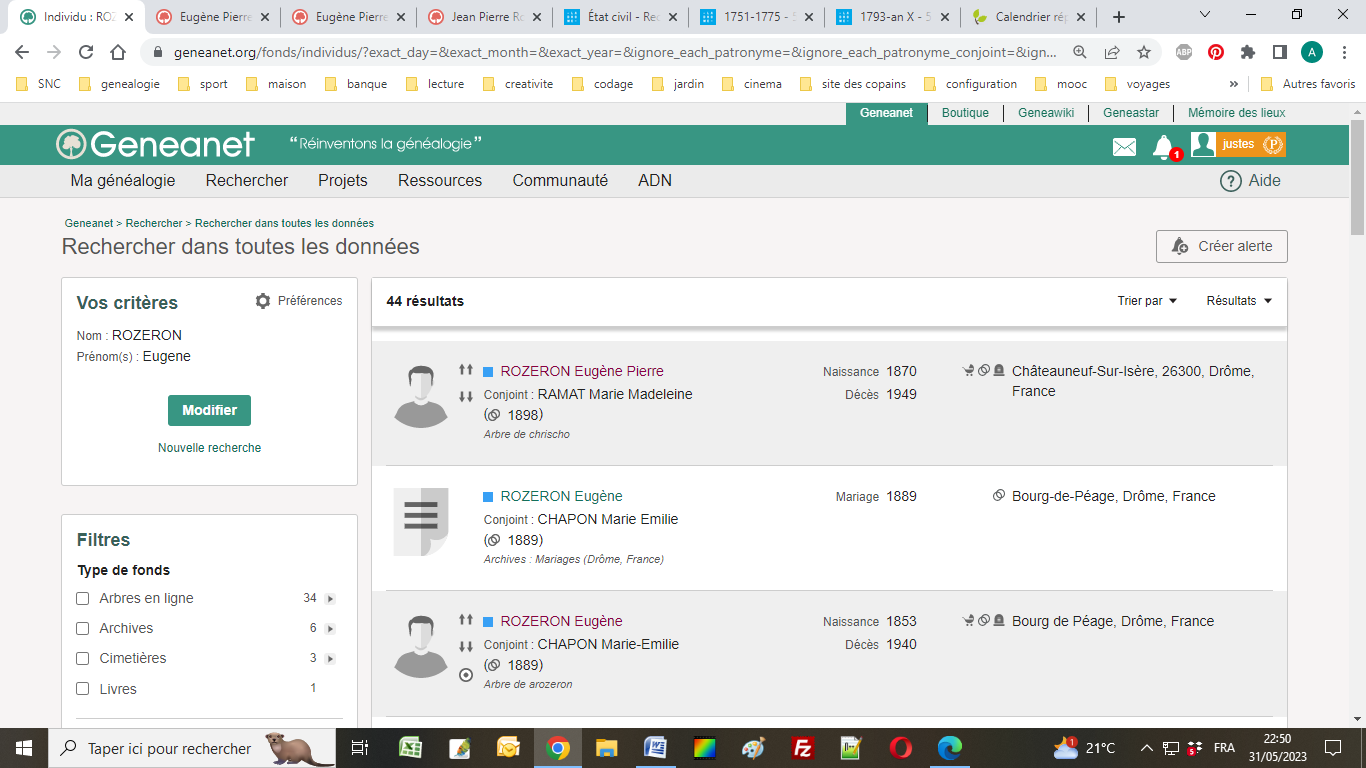 Individu : ROZ
Eugène Pierre
Eugène Pierre
Jean Pierre Ro
État civil - Rec
1751-1775 - 5
1793-an X - 5
Calendrier rép
geneanet.org/fonds/individus/?exact_day=&exact_month=&exact_year=&ignore_each_patronyme=&ignore_each_patronyme_conjoint=&ign...
ABP
A
SNC
genealogie
sport
maison
banque
lecture
creativite
codage
jardin
cinema
site des copains
configuration
mooc
voyages
»
Autres favoris
Geneanet
Boutique
Geneawiki
Geneastar
Mémoire des lieux
Geneanet
“Réinventons la généalogie”
1
justes
P
Ma généalogie
Rechercher
Projets
Ressources
Communauté
ADN
? Aide
Geneanet > Rechercher > Rechercher dans toutes les données
Rechercher dans toutes les données
Créer alerte
Vos critères
Préférences
Nom : ROZERON
Prénom(s) : Eugene
Modifier
Nouvelle recherche
Filtres
Type de fonds
Arbres en ligne 34
Archives 6
Cimetières 3
Livres 1
44 résultats
Trier par
Résultats
ROZERON Eugène Pierre
Conjoint : RAMAT Marie Madeleine
( 1898)
Arbre de chrischo
Naissance 1870
Décès 1949
Châteauneuf-Sur-Isère, 26300, Drôme,
France
ROZERON Eugène
Conjoint : CHAPON Marie Emilie
( 1889)
Archives : Mariages (Drôme, France)
Mariage 1889
Bourg-de-Péage, Drôme, France
ROZERON Eugène
Conjoint : CHAPON Marie-Emilie
( 1889)
Arbre de arozeron
Naissance 1853
Décès 1940
Bourg de Péage, Drôme, France
Taper ici pour rechercher
1
21°C
FRA
22:50
31/05/2023